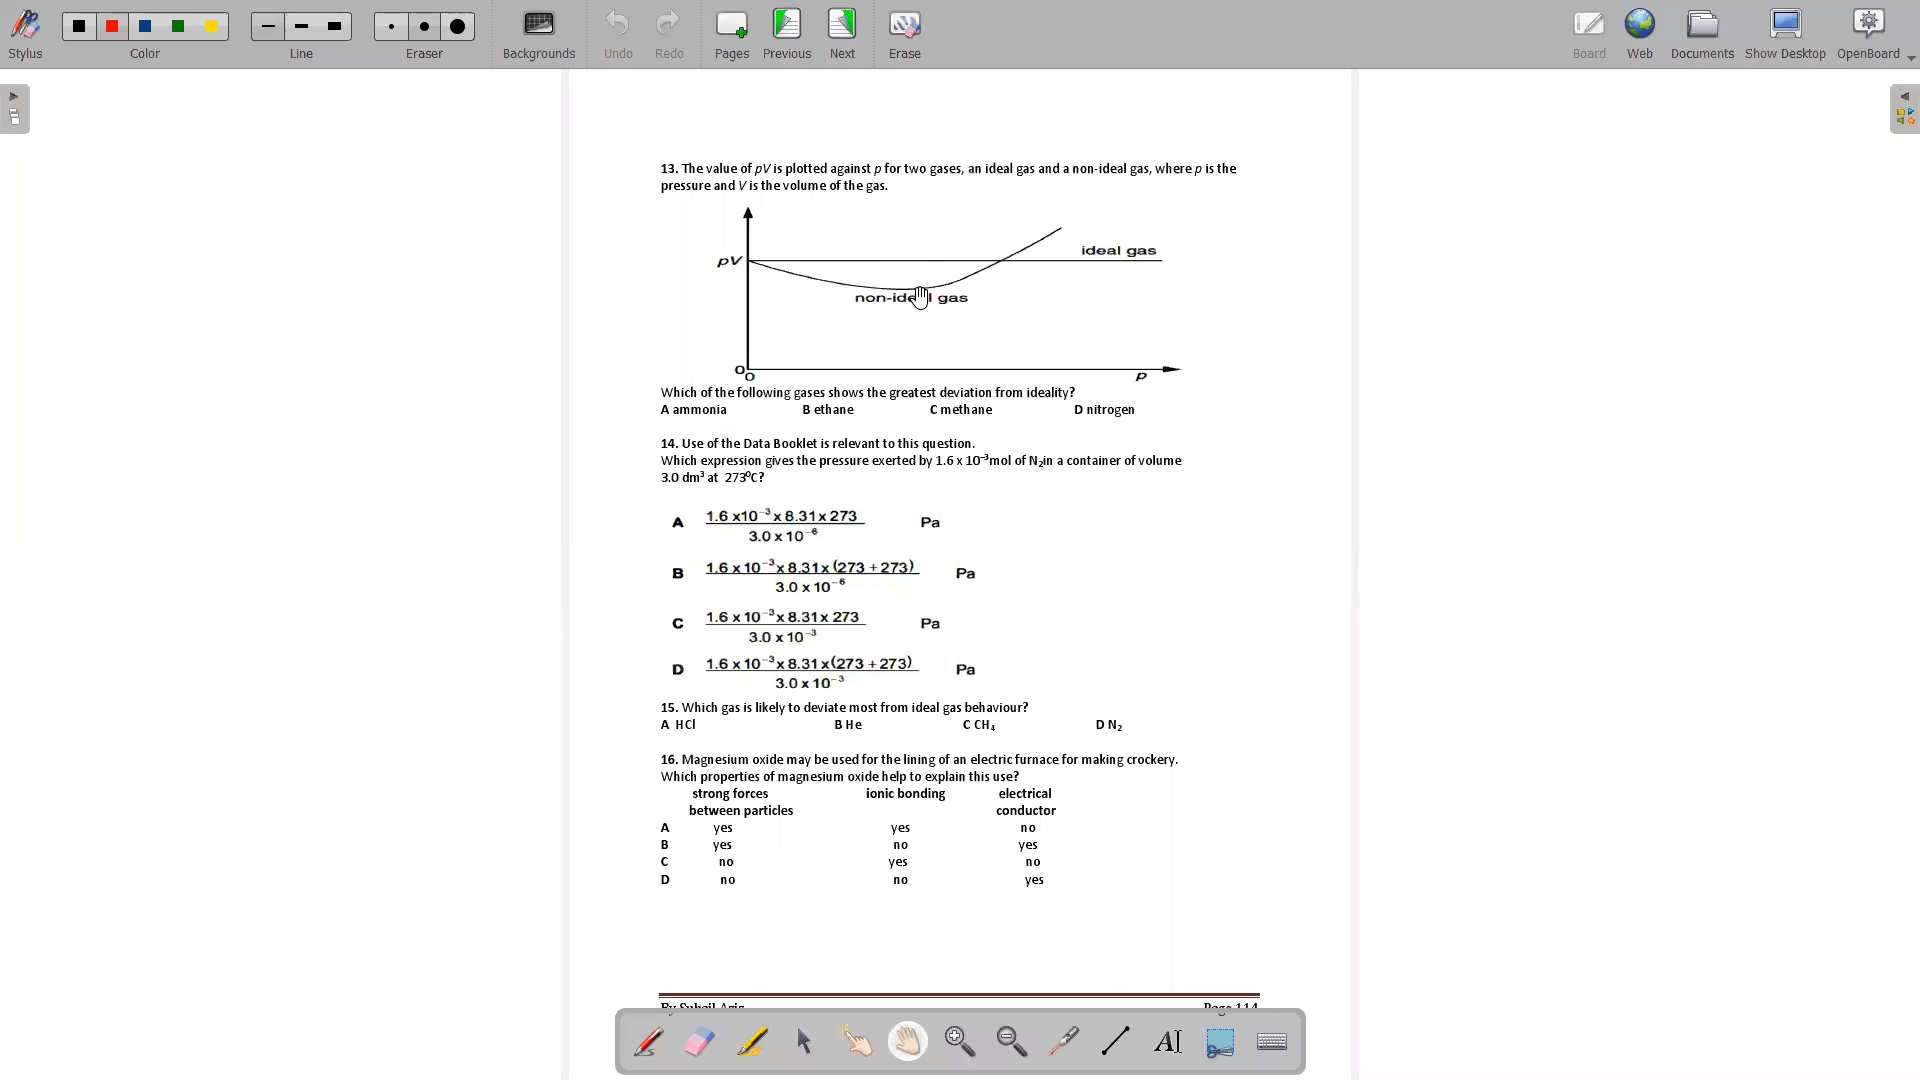 Stylus Color Line Eraser Backgrounds Undo Redo Pages Previous Next Erase Board Web Documents Show Desktop OpenBoard
13. The value of pV is plotted against p for two gases, an ideal gas and a non-ideal gas, where p is the
pressure and V is the volume of the gas.
ideal gas
pV
gas
0
0
p
Which of the following gases shows the greatest deviation from ideality?
A ammonia B ethane C methane D nitrogen
14. Use of the Data Booklet is relevant to this question.
Which expression gives the pressure exerted by 1.6 x 10⁻³mol of N₂in a container of volume
3.0 dm³ at 273⁰C?
A 1.6 x10⁻³ x 8.31 x 273 Pa
3.0 x 10⁻⁶
B 1.6 x 10⁻³ x 8.31 x (273 + 273) Pa
3.0 x 10⁻⁶
C 1.6 x 10⁻³ x 8.31 x 273 Pa
3.0 x 10⁻³
D 1.6 x 10⁻³ x 8.31 x (273 + 273) Pa
3.0 x 10⁻³
15. Which gas is likely to deviate most from ideal gas behaviour?
A HCl B He C CH₄ D N₂
16. Magnesium oxide may be used for the lining of an electric furnace for making crockery.
Which properties of magnesium oxide help to explain this use?
strong forces ionic bonding electrical
between particles conductor
A yes yes no
B yes no yes
C no yes no
D no no yes